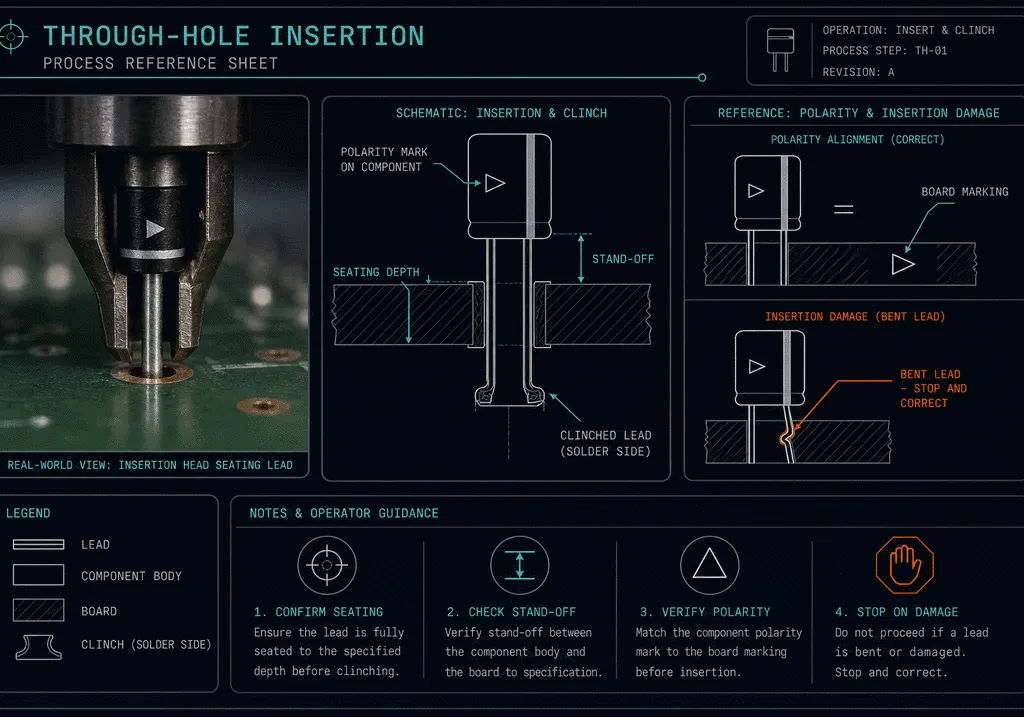 THROUGH-HOLE INSERTION
PROCESS REFERENCE SHEET
OPERATION: INSERT & CLINCH
PROCESS STEP: TH-01
REVISION: A
REAL-WORLD VIEW: INSERTION HEAD SEATING LEAD
SCHEMATIC: INSERTION & CLINCH
POLARITY MARK
ON COMPONENT
STAND-OFF
SEATING DEPTH
CLINCHED LEAD
(SOLDER SIDE)
REFERENCE: POLARITY & INSERTION DAMAGE
POLARITY ALIGNMENT (CORRECT)
BOARD MARKING
INSERTION DAMAGE (BENT LEAD)
BENT LEAD
– STOP AND
CORRECT
LEGEND
LEAD
COMPONENT BODY
BOARD
CLINCH (SOLDER SIDE)
NOTES & OPERATOR GUIDANCE
1. CONFIRM SEATING
Ensure the lead is fully
seated to the specified
depth before clinching.
2. CHECK STAND-OFF
Verify stand-off between
the component body and
the board to specification.
3. VERIFY POLARITY
Match the component polarity
mark to the board marking
before insertion.
4. STOP ON DAMAGE
Do not proceed if a lead
is bent or damaged.
Stop and correct.